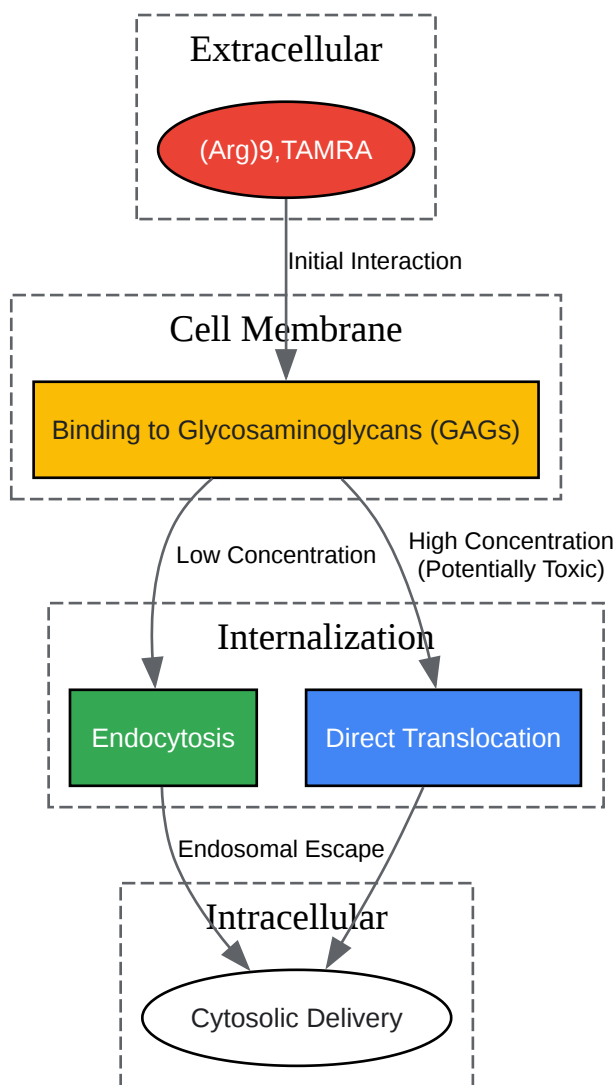 Extracellular
(Arg)9,TAMRA
Initial Interaction
Cell Membrane
Binding to Glycosaminoglycans (GAGs)
Low Concentration
High Concentration
(Potentially Toxic)
Internalization
Endocytosis
Direct Translocation
Endosomal Escape
Intracellular
Cytosolic Delivery